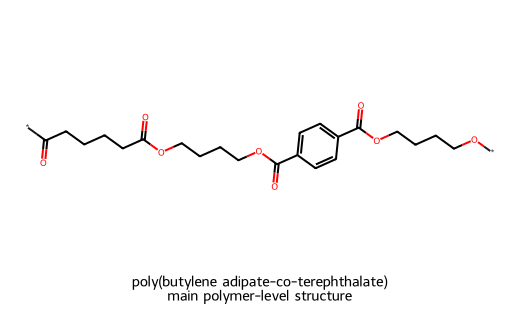 * O O O O O O O O *
poly(butylene adipate-co-terephthalate)
main polymer-level structure